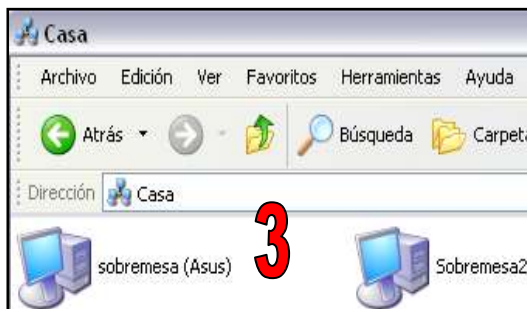 Casa
Archivo Edición Ver Favoritos Herramientas Ayuda
Atrás Búsqueda Carpeta
Dirección Casa
3
sobremesa (Asus) Sobremesa2